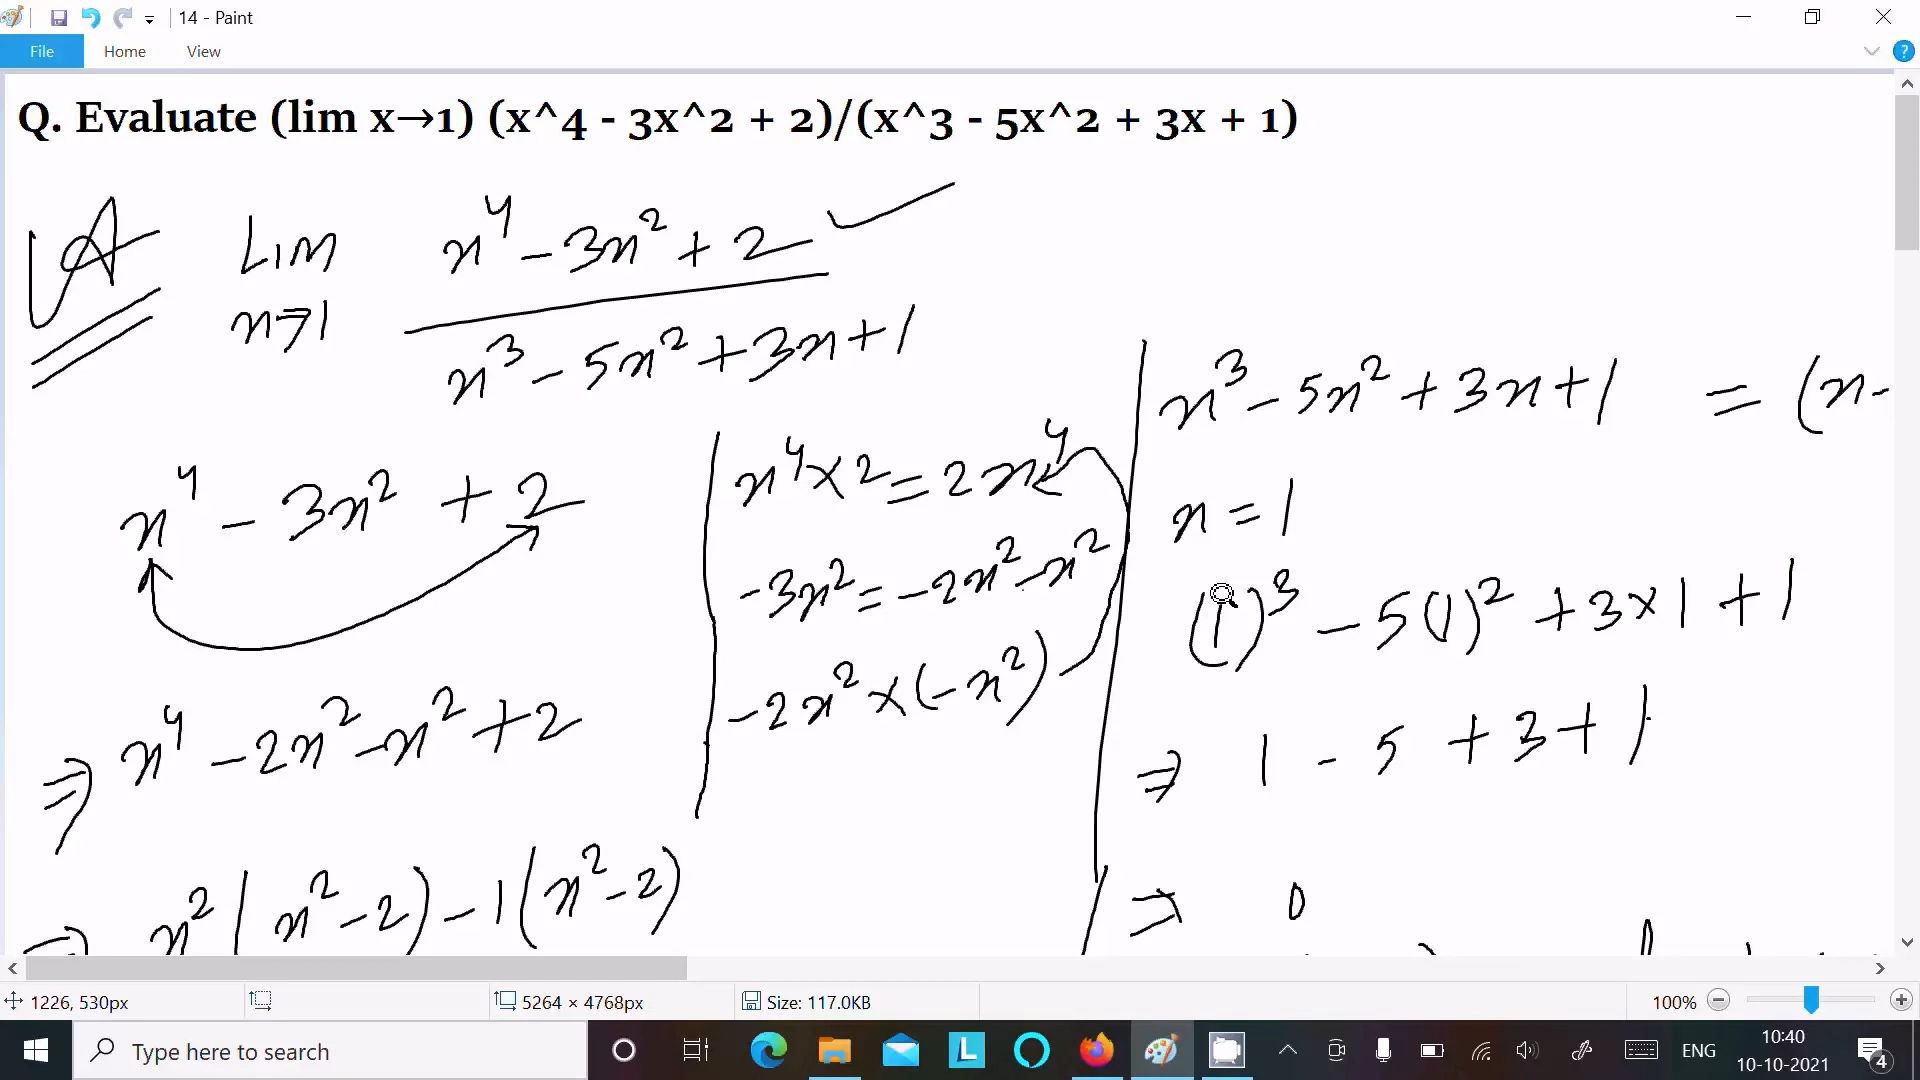 14 - Paint
File Home View
Q. Evaluate (lim x→1) (x^4 - 3x^2 + 2)/(x^3 - 5x^2 + 3x + 1)
A Lim x→1 x^4 - 3x^2 + 2
x^3 - 5x^2 + 3x + 1
x^4 - 3x^2 + 2
⇒ x^4 - 2x^2 - x^2 + 2
⇒ x^2(x^2 - 2) - 1(x^2 - 2)
x^4 × 2 = 2x^4
-3x^2 = -2x^2 - x^2
-2x^2 × (-x^2)
x^3 - 5x^2 + 3x + 1 = (x -
x = 1
(1)^3 - 5(1)^2 + 3×1 + 1
⇒ 1 - 5 + 3 + 1
⇒ 0
1226, 530px 5264 × 4768px Size: 117.0KB 100%
Type here to search L ENG 10:40
10-10-2021 4